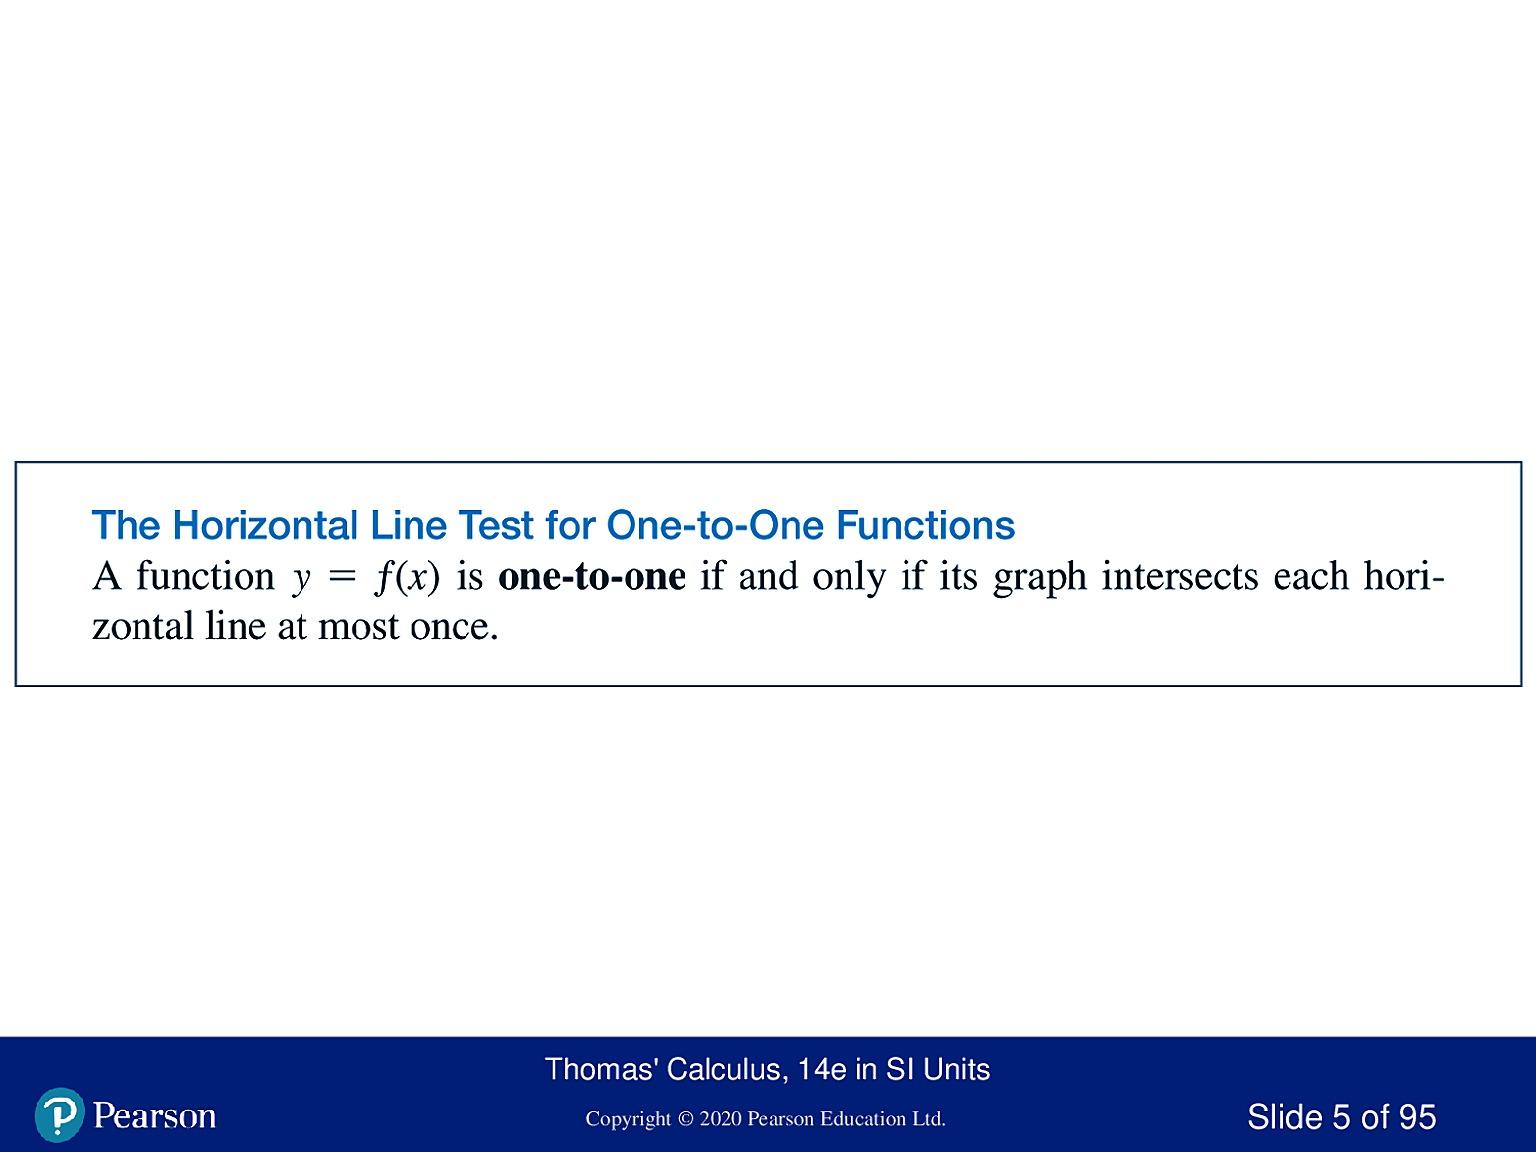 The Horizontal Line Test for One-to-One Functions
A function y = f(x) is one-to-one if and only if its graph intersects each hori-
zontal line at most once.
Thomas' Calculus, 14e in SI Units
Pearson
Copyright © 2020 Pearson Education Ltd.
Slide 5 of 95